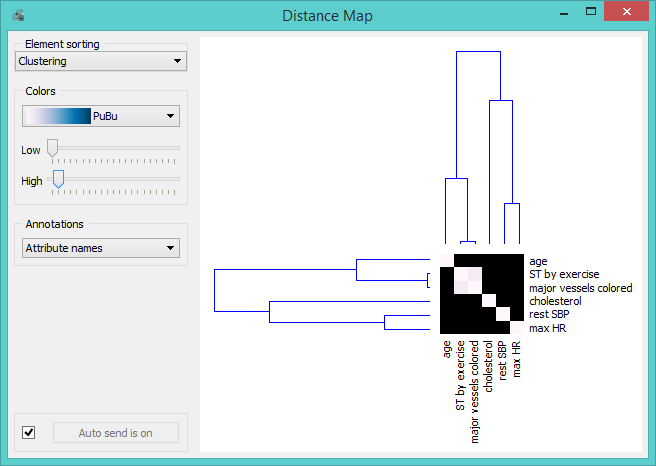 Distance Map
Element sorting
Clustering
Colors
PuBu
Low
High
Annotations
Attribute names
Auto send is on
age
ST by exercise
major vessels colored
cholesterol
rest SBP
max HR
age
ST by exercise
major vessels colored
cholesterol
rest SBP
max HR